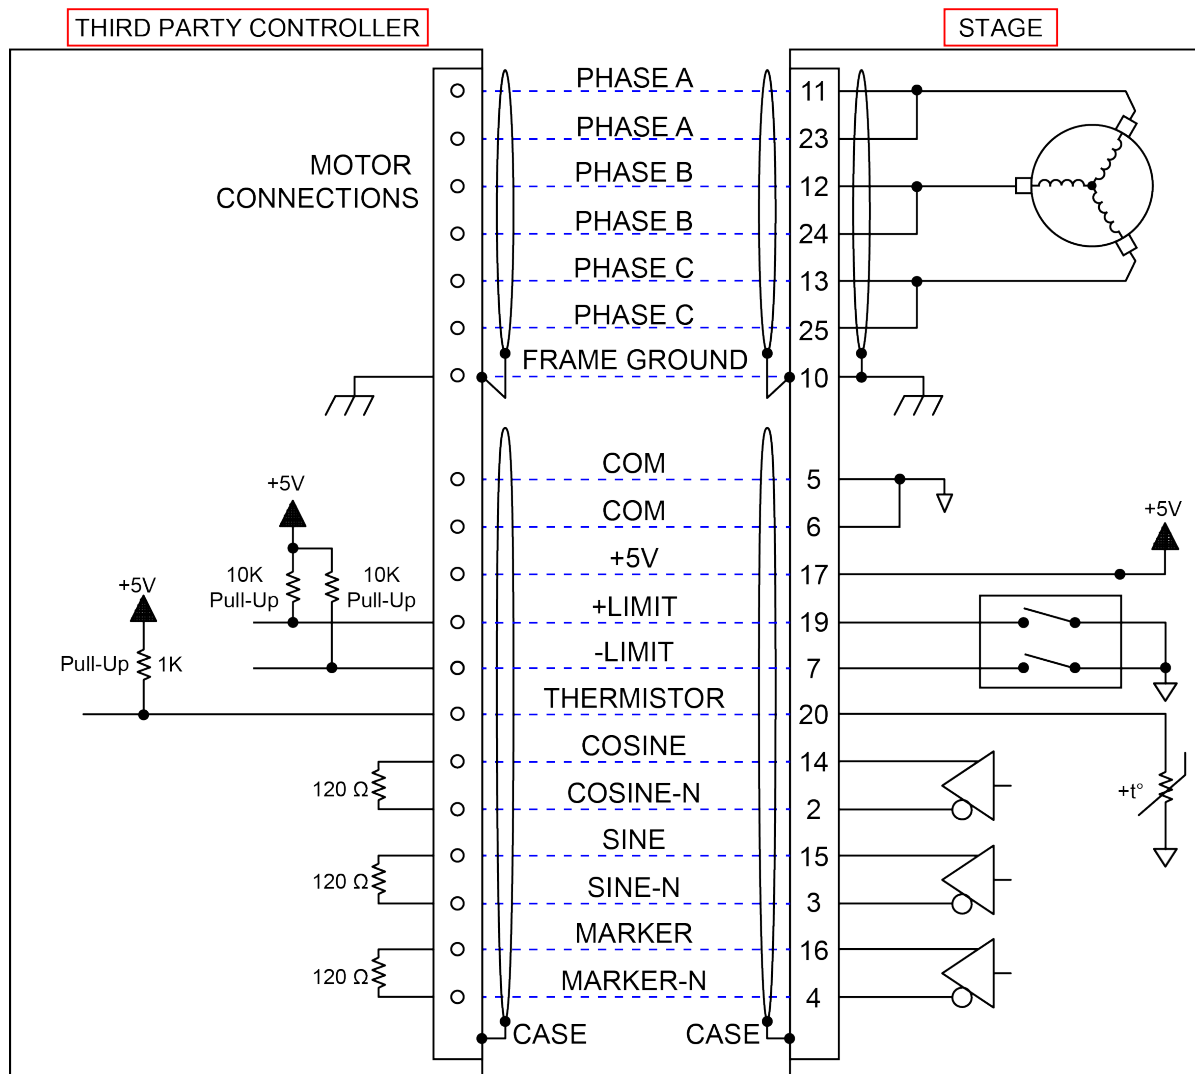 THIRD PARTY CONTROLLER
STAGE
PHASE A
11
PHASE A
23
MOTOR
CONNECTIONS
PHASE B
12
PHASE B
24
PHASE C
13
PHASE C
25
FRAME GROUND
10
COM
5
+5V
COM
6
+5V
+5V
17
10K
Pull-Up
10K
Pull-Up
+5V
+LIMIT
19
Pull-Up
1K
-LIMIT
7
THERMISTOR
20
COSINE
14
120 Ω
COSINE-N
2
+t°
SINE
15
120 Ω
SINE-N
3
MARKER
16
120 Ω
MARKER-N
4
CASE
CASE